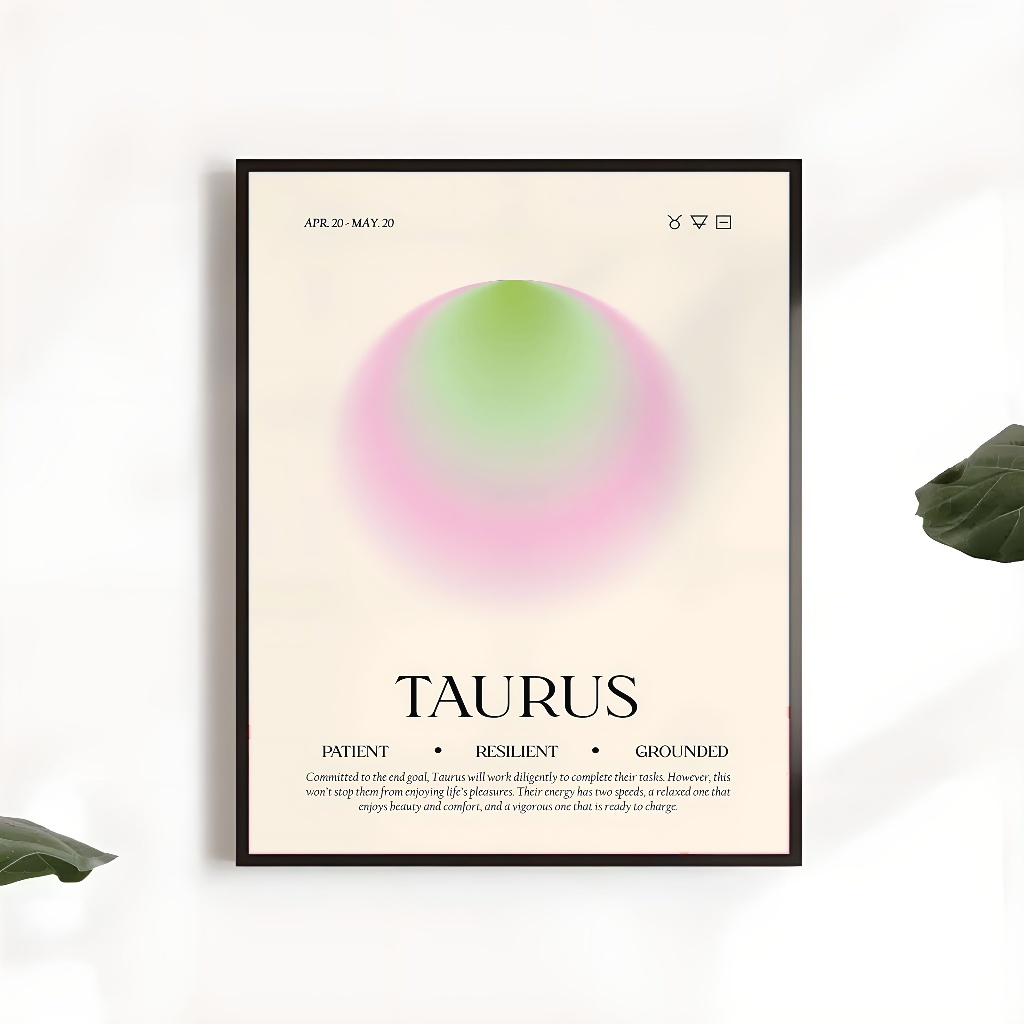 APR. 20 - MAY. 20
TAURUS
PATIENT • RESILIENT • GROUNDED
Committed to the end goal, Taurus will work diligently to complete their tasks. However, this
won't stop them from enjoying life's pleasures. Their energy has two speeds, a relaxed one that
enjoys beauty and comfort, and a vigorous one that is ready to charge.